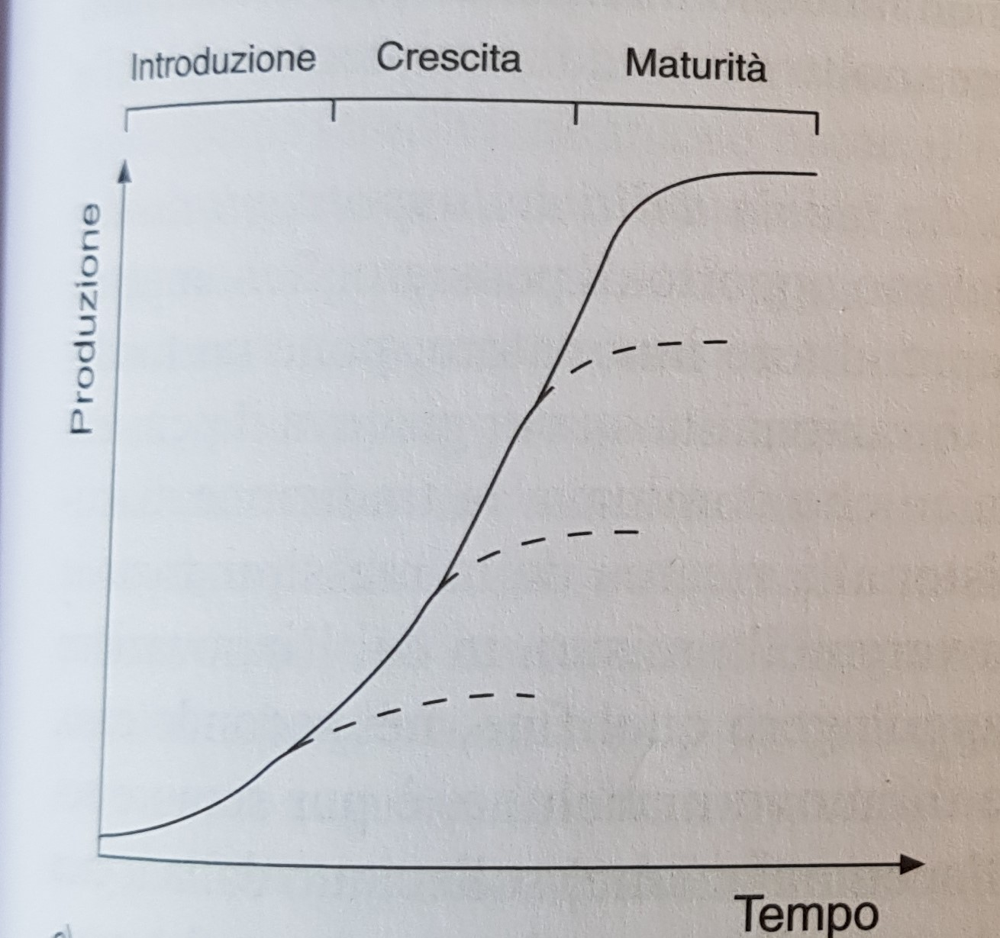 Introduzione Crescita Maturità
Produzione
Tempo